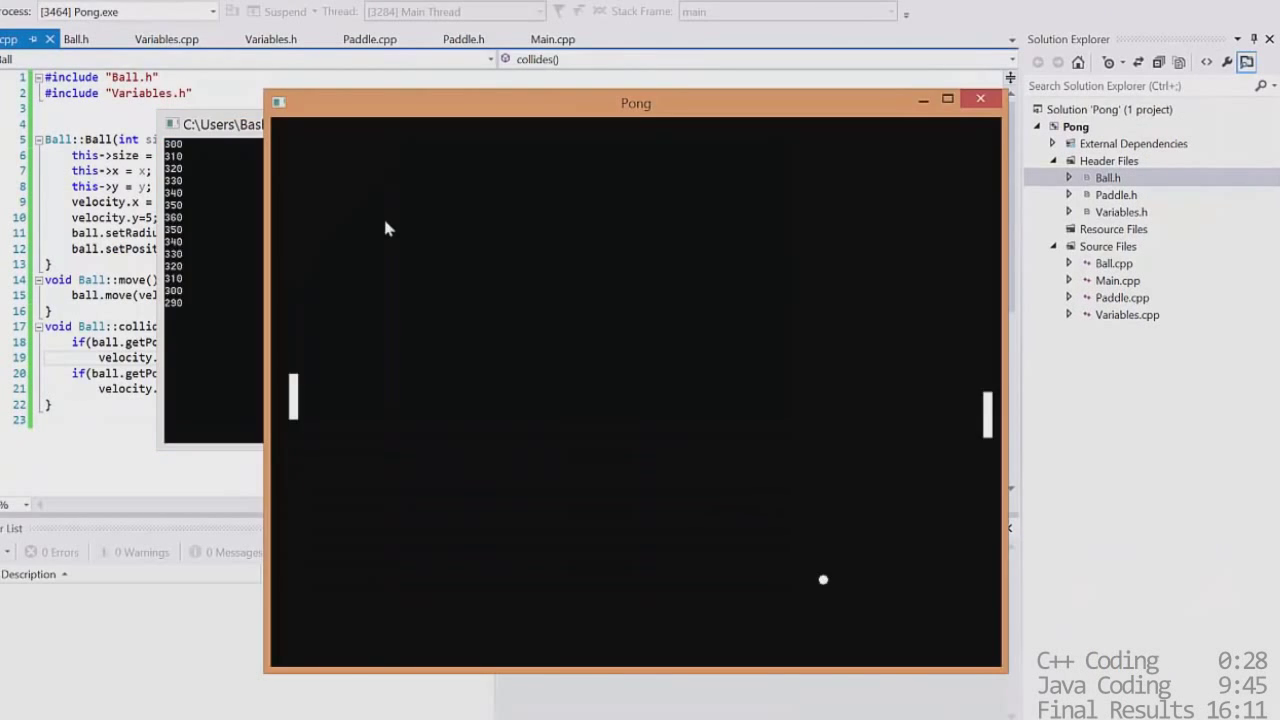 rocess: [3464] Pong.exe Suspend Thread: [3284] Main Thread Stack Frame: main
.cpp Ball.h Variables.cpp Variables.h Paddle.cpp Paddle.h Main.cpp
Ball collides()
1 #include "Ball.h"
2 #include "Variables.h"
3
4
5 Ball::Ball(int si
6 this->size =
7 this->x = x;
8 this->y = y;
9 velocity.x =
10 velocity.y=5;
11 ball.setRadiu
12 ball.setPosit
13 }
14 void Ball::move()
15 ball.move(vel
16 }
17 void Ball::collid
18 if(ball.getPo
19 velocity.
20 if(ball.getPo
21 velocity.
22 }
23
%
r List
0 Errors 0 Warnings 0 Messages
Description
C:\Users\Bas
300
310
320
330
340
350
360
350
340
330
320
310
300
290
Pong
Solution Explorer
Search Solution Explorer (Ctrl+;)
Solution 'Pong' (1 project)
Pong
External Dependencies
Header Files
Ball.h
Paddle.h
Variables.h
Resource Files
Source Files
Ball.cpp
Main.cpp
Paddle.cpp
Variables.cpp
C++ Coding 0:28
Java Coding 9:45
Final Results 16:11